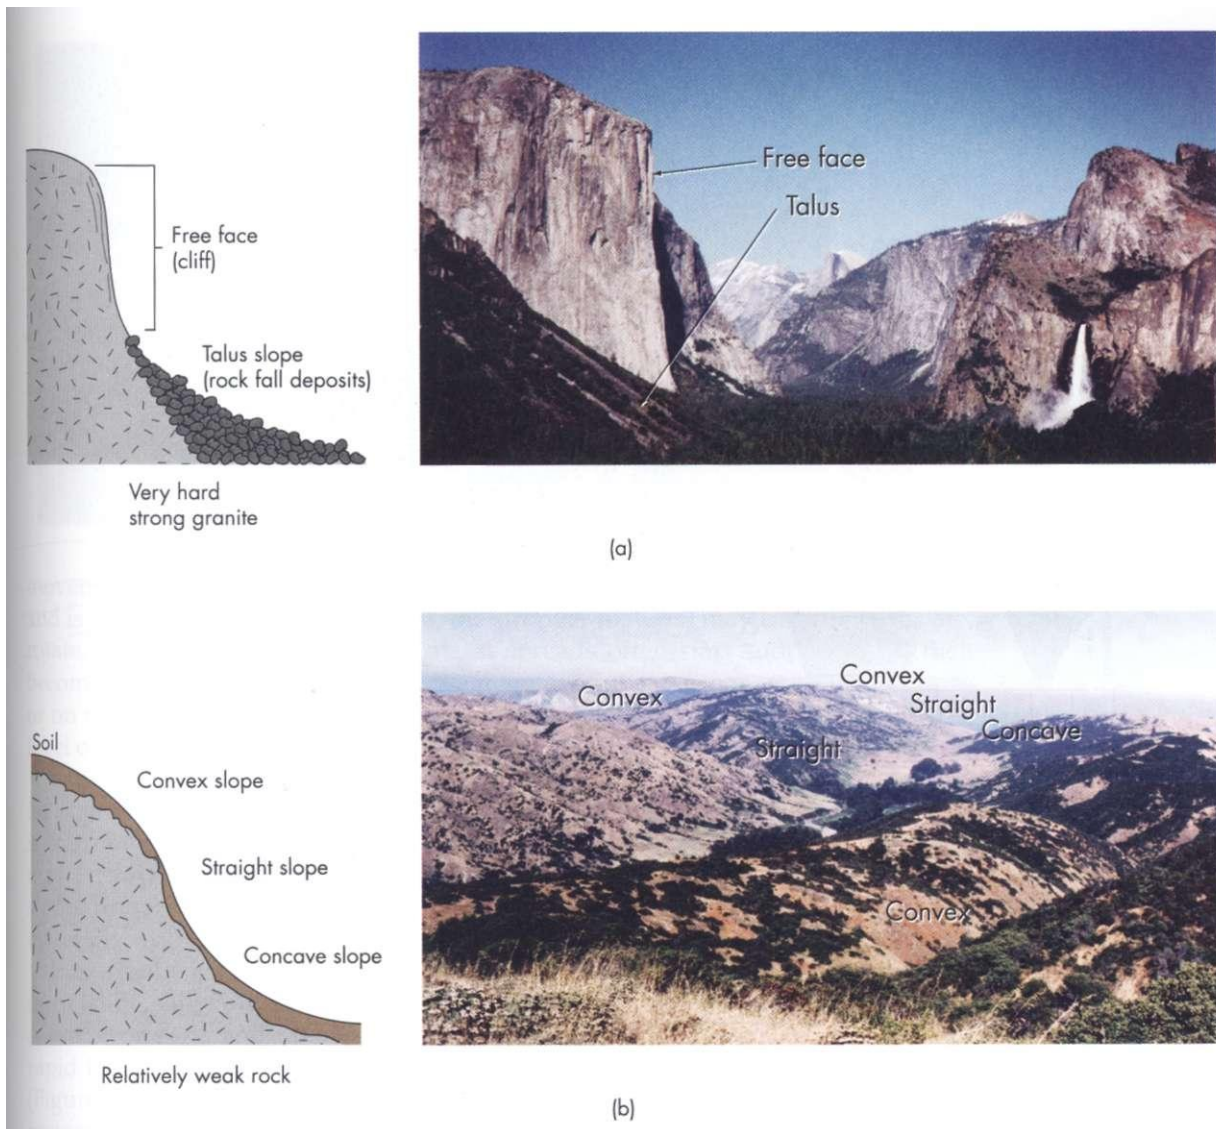 Free face
Talus
Free face
(cliff)
Talus slope
(rock fall deposits)
Very hard
strong granite
(a)
Convex
Convex
Straight
Concave
Straight
Convex
Soil
Convex slope
Straight slope
Concave slope
Relatively weak rock
(b)